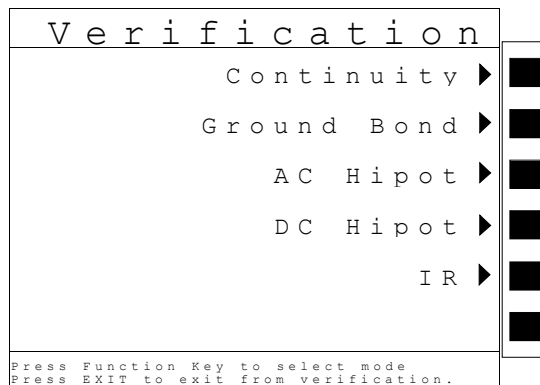 Verification
Continuity
Ground Bond
AC Hipot
DC Hipot
IR
Press Function Key to select mode
Press EXIT to exit from verification.